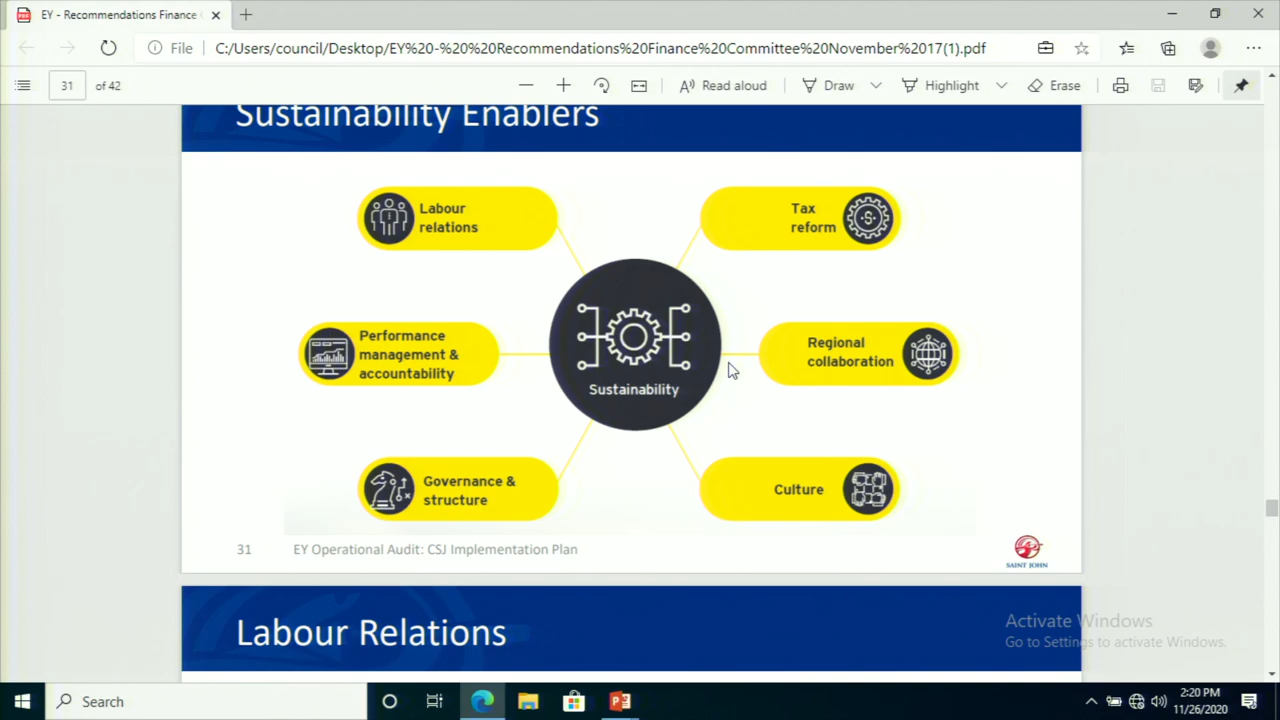 EY - Recommendations Finance
File
C:/Users/council/Desktop/EY%20-%20%20Recommendations%20Finance%20Committee%20November%2017(1).pdf
31
of 42
Read aloud
Draw
Highlight
Erase
Sustainability Enablers
Labour
relations
Tax
reform
Performance
management &
accountability
Sustainability
Regional
collaboration
Governance &
structure
Culture
31
EY Operational Audit: CSJ Implementation Plan
SAINT JOHN
Labour Relations
Activate Windows
Go to Settings to activate Windows.
Search
2:20 PM
11/26/2020